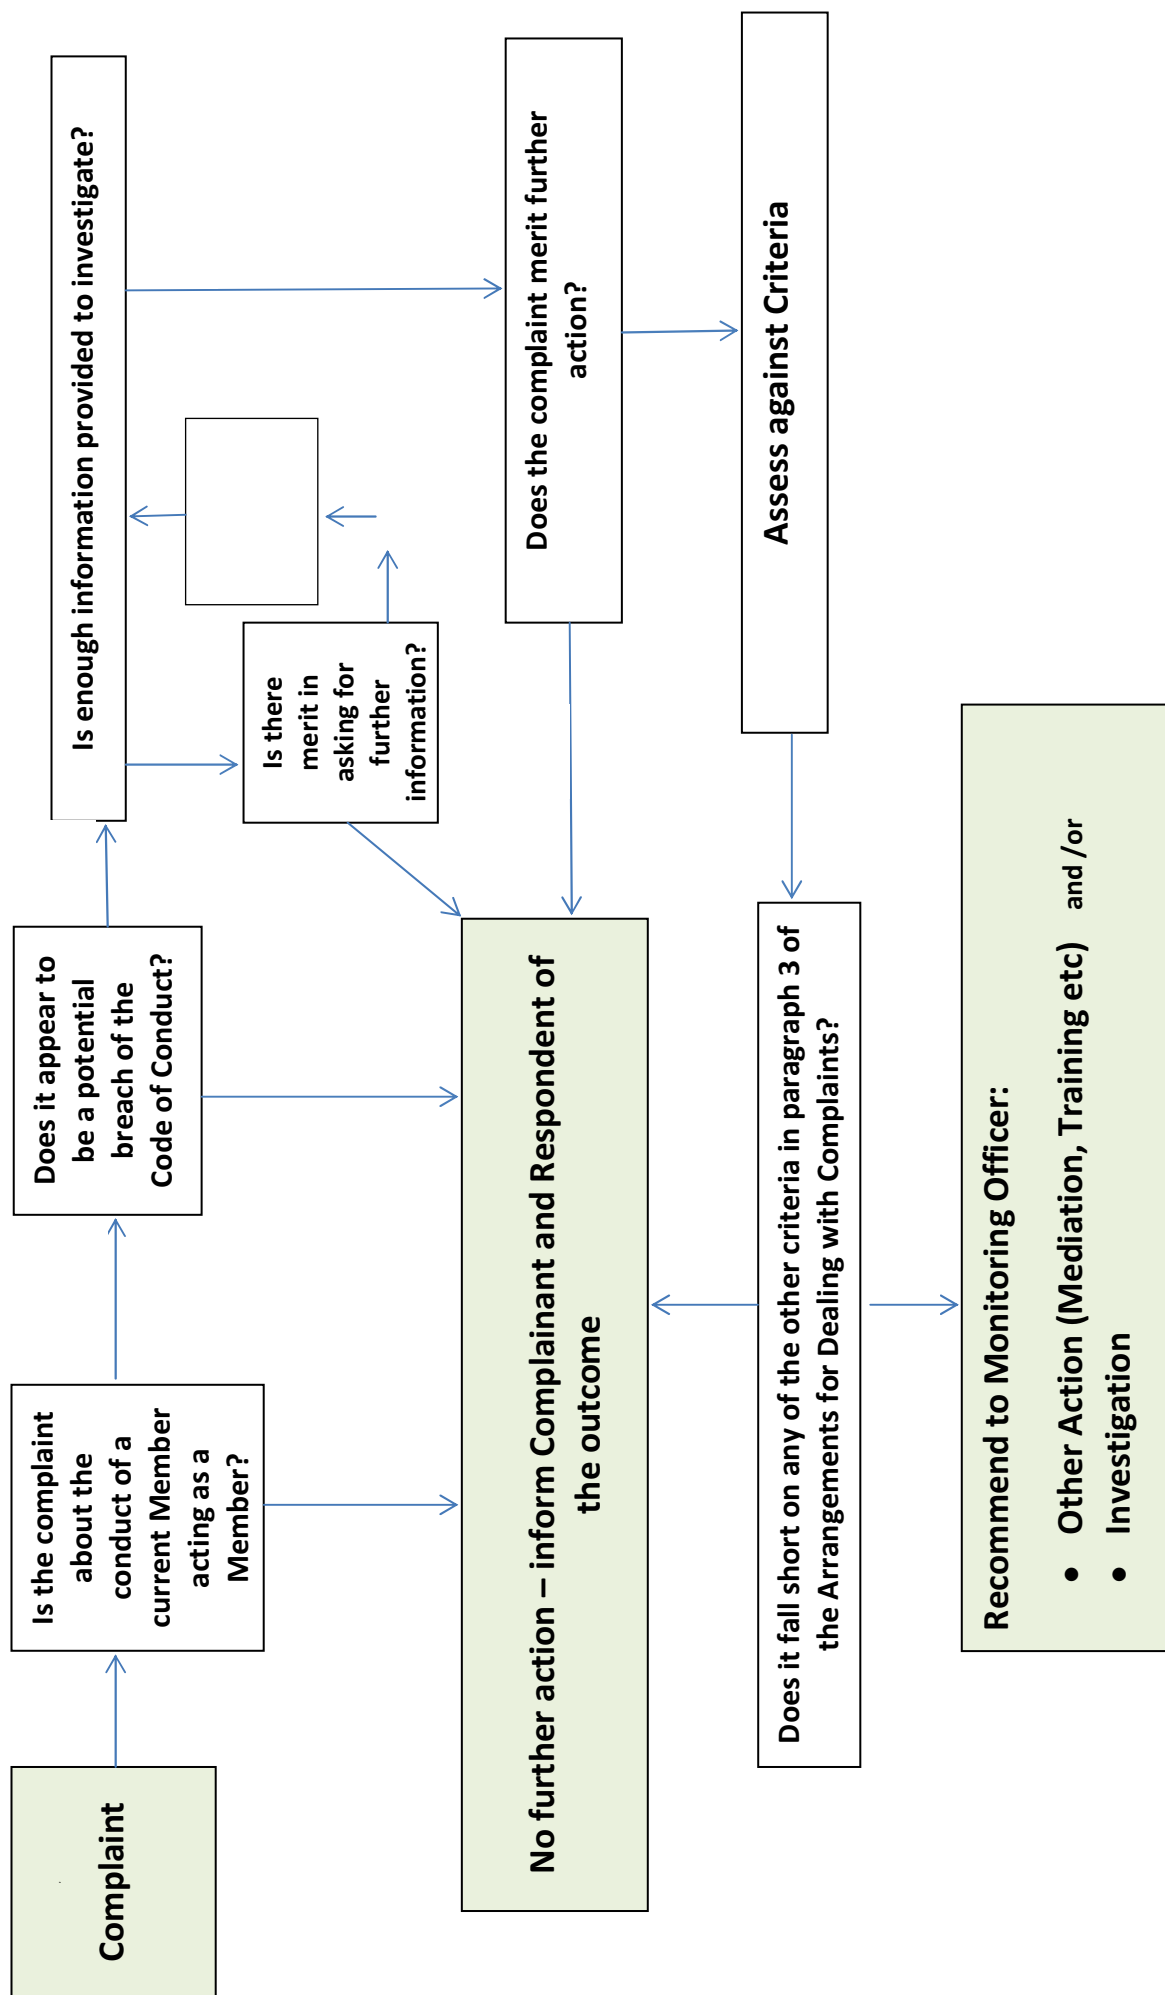 Complaint
Is the complaint
about the
conduct of a
current Member
acting as a
Member?
Does it appear to
be a potential
breach of the
Code of Conduct?
Is enough information provided to investigate?
Is there
merit in
asking for
further
information?
No further action – inform Complainant and Respondent of
the outcome
Does the complaint merit further
action?
Assess against Criteria
Does it fall short on any of the other criteria in paragraph 3 of
the Arrangements for Dealing with Complaints?
Recommend to Monitoring Officer:
• Other Action (Mediation, Training etc) and /or
• Investigation